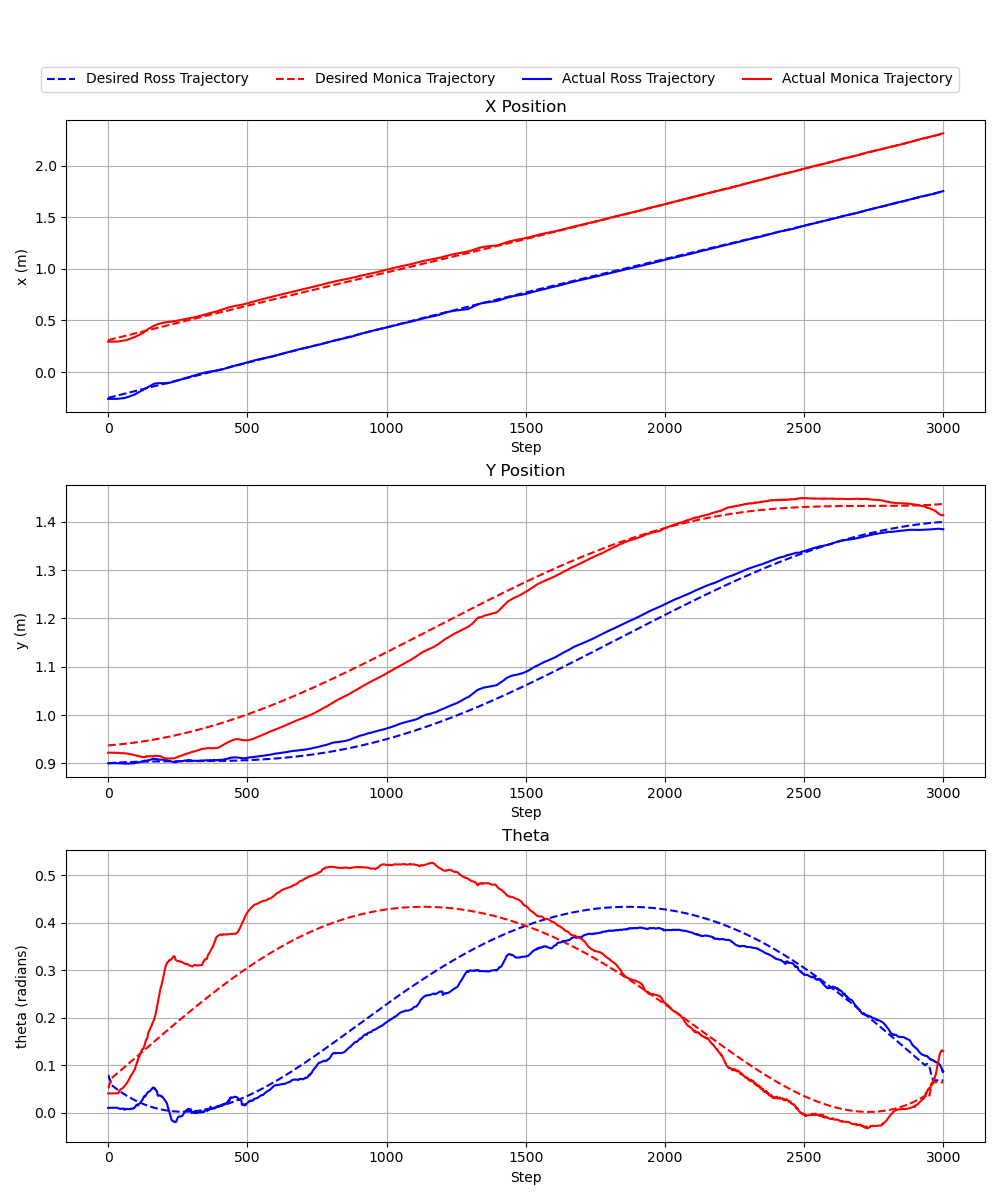 Desired Ross Trajectory Desired Monica Trajectory Actual Ross Trajectory Actual Monica Trajectory
X Position
x (m)
2.0
1.5
1.0
0.5
0.0
0 500 1000 1500 2000 2500 3000
Step
Y Position
y (m)
1.4
1.3
1.2
1.1
1.0
0.9
0 500 1000 1500 2000 2500 3000
Step
Theta
theta (radians)
0.5
0.4
0.3
0.2
0.1
0.0
0 500 1000 1500 2000 2500 3000
Step